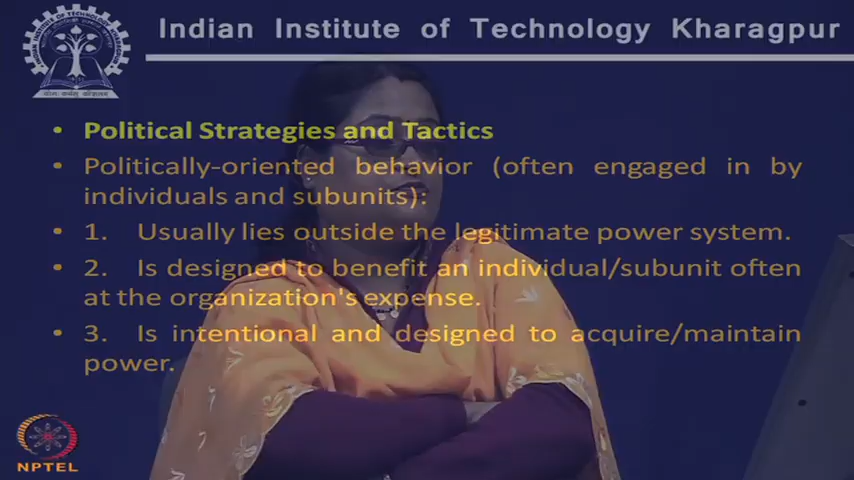 Indian Institute of Technology Kharagpur
• Political Strategies and Tactics
• Politically-oriented behavior (often engaged in by
individuals and subunits):
• 1. Usually lies outside the legitimate power system.
• 2. Is designed to benefit an individual/subunit often
at the organization's expense.
• 3. Is intentional and designed to acquire/maintain
power.
NPTEL